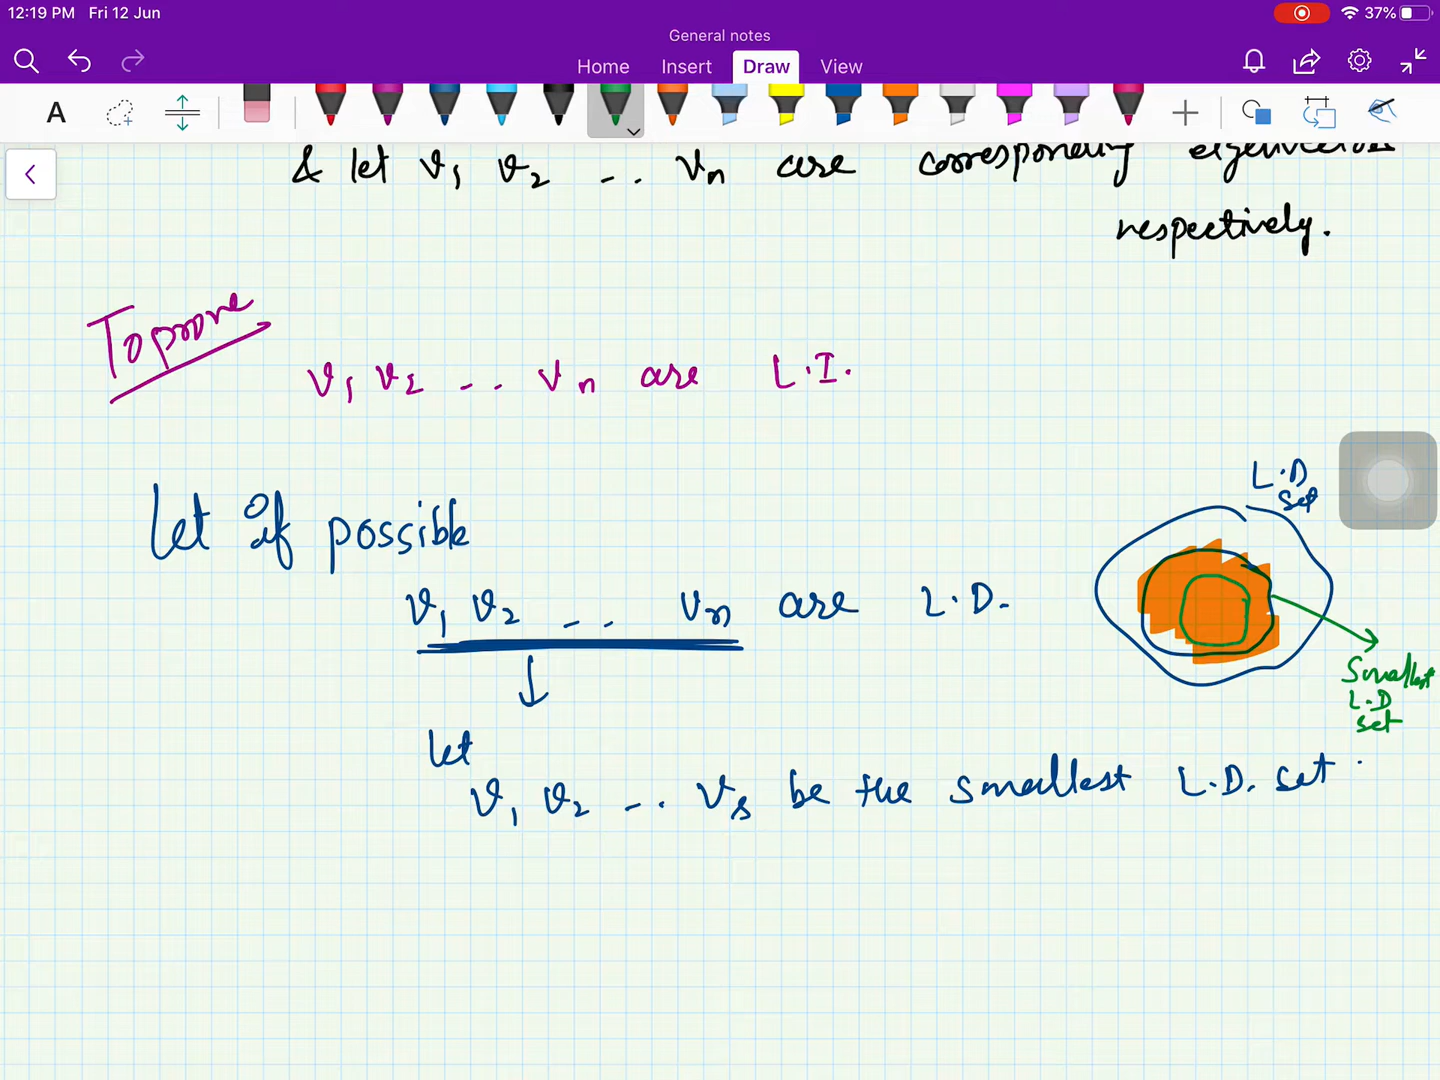 12:19 PM Fri 12 Jun
37%
General notes
Home Insert Draw View
A
& let v1 v2 .. vn are corresponding eigenvectors
respectively.
To prove
v1 v2 .. vn are L.I.
Let if possible
v1 v2 .. vn are L.D.
L.D
set
Smallest
L.D
set
let
v1 v2 .. vs be the smallest L.D. set.